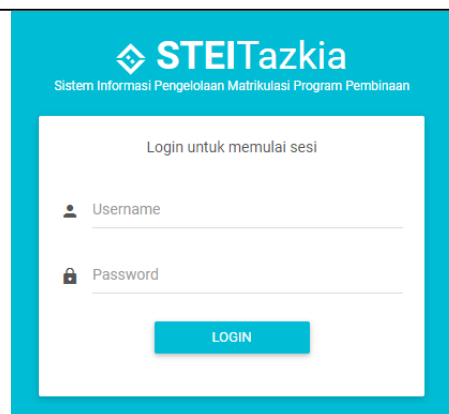 STEITazkia
Sistem Informasi Pengelolaan Matrikulasi Program Pembinaan
Login untuk memulai sesi
Username
Password
LOGIN